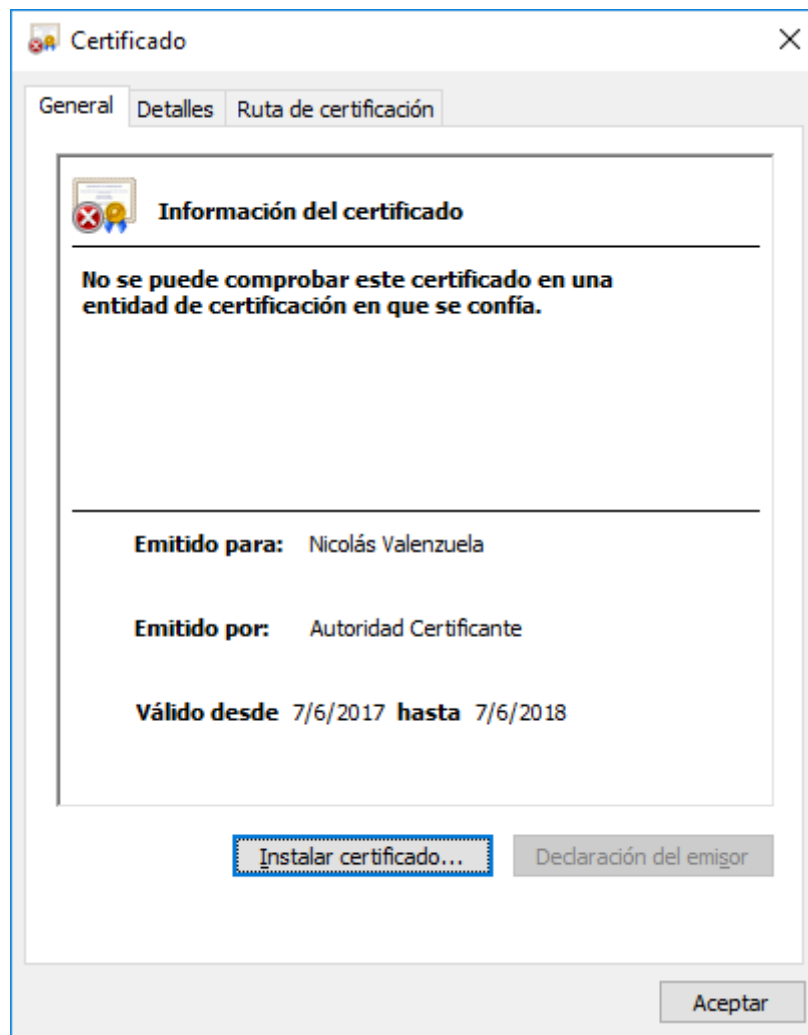 Certificado
General Detalles Ruta de certificación
Información del certificado
No se puede comprobar este certificado en una
entidad de certificación en que se confía.
Emitido para: Nicolás Valenzuela
Emitido por: Autoridad Certificante
Válido desde 7/6/2017 hasta 7/6/2018
Instalar certificado... Declaración del emisor
Aceptar